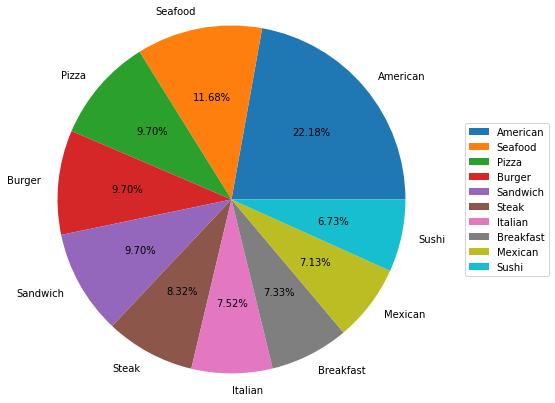 Seafood
American
Pizza
11.68%
22.18%
9.70%
Burger
9.70%
Sandwich
9.70%
Steak
8.32%
Italian
7.52%
Breakfast
7.33%
Mexican
7.13%
Sushi
6.73%
American
Seafood
Pizza
Burger
Sandwich
Steak
Italian
Breakfast
Mexican
Sushi